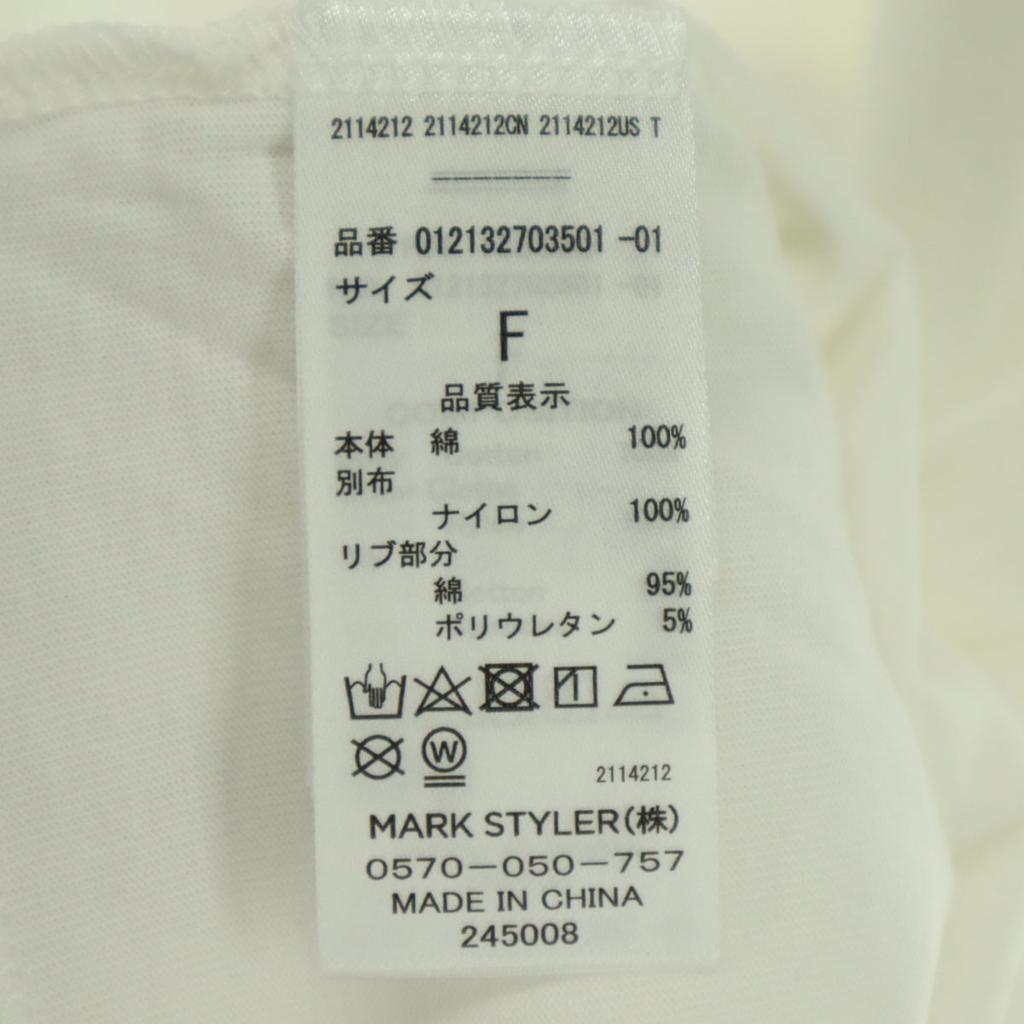 2114212 2114212CN 2114212US T
-------
品番 012132703501 -01
サイズ
F
品質表示
本体 綿 100%
別布
ナイロン 100%
リブ部分
綿 95%
ポリウレタン 5%
W
2114212
MARK STYLER(株)
0570-050-757
MADE IN CHINA
245008